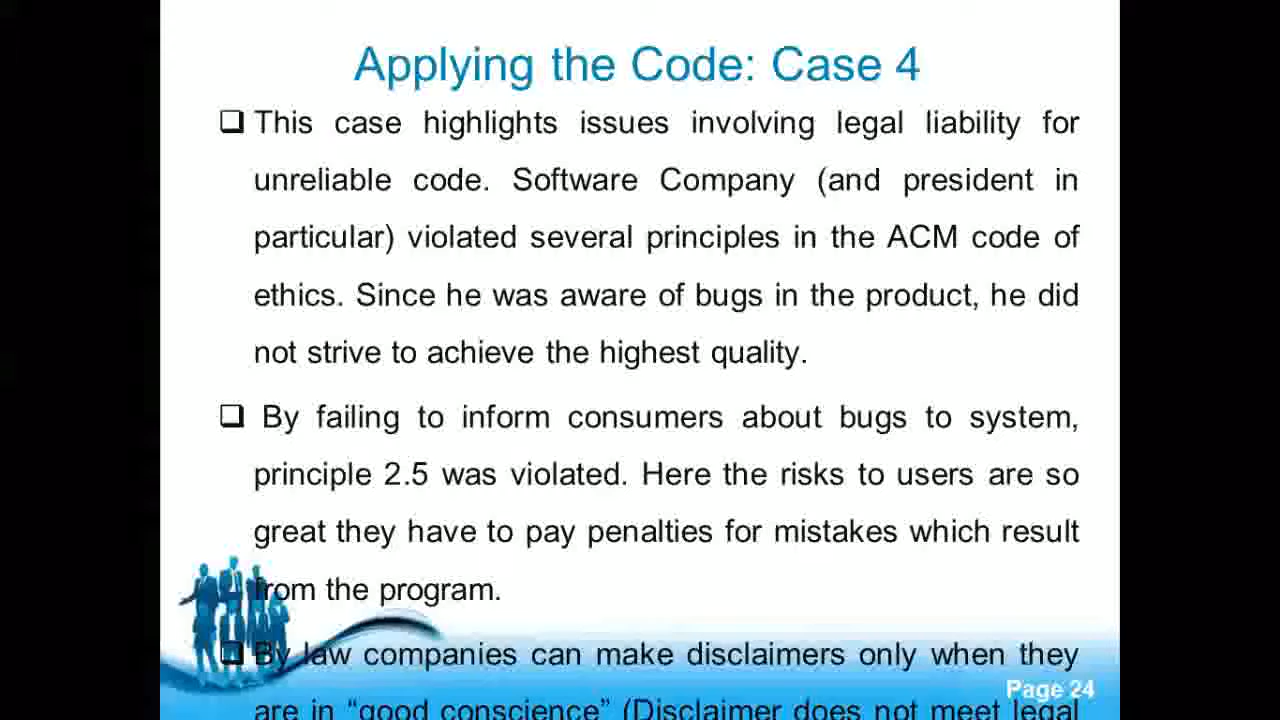 Applying the Code: Case 4
❑ This case highlights issues involving legal liability for
unreliable code. Software Company (and president in
particular) violated several principles in the ACM code of
ethics. Since he was aware of bugs in the product, he did
not strive to achieve the highest quality.
❑ By failing to inform consumers about bugs to system,
principle 2.5 was violated. Here the risks to users are so
great they have to pay penalties for mistakes which result
from the program.
❑ By law companies can make disclaimers only when they
are in “good conscience” (Disclaimer does not meet legal
Page 24